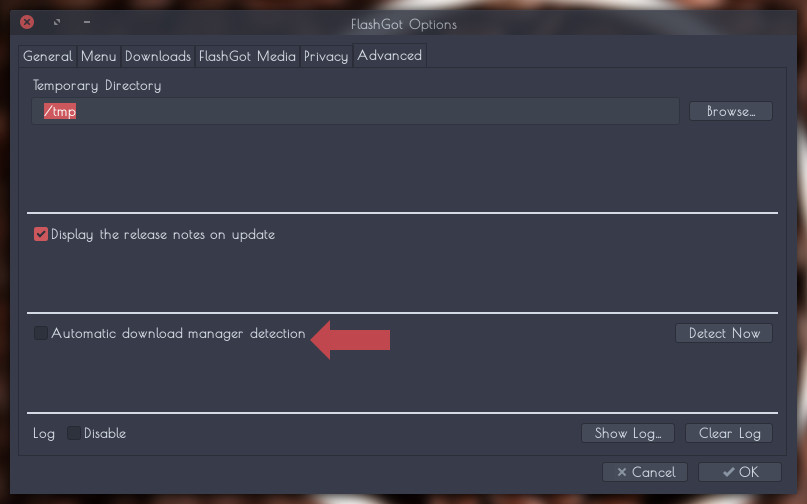 FlashGot Options
General Menu Downloads FlashGot Media Privacy Advanced
Temporary Directory
/tmp Browse...
Display the release notes on update
Automatic download manager detection Detect Now
Log Disable Show Log... Clear Log
Cancel OK